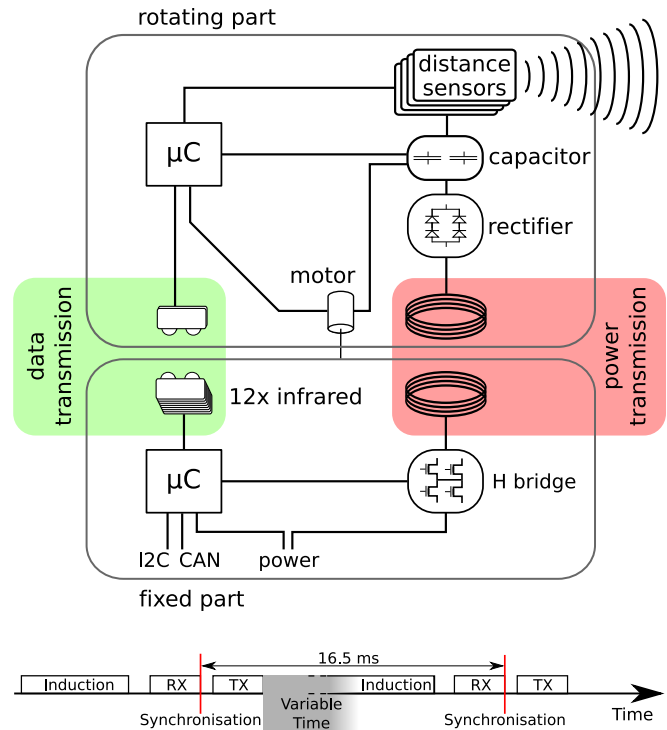 rotating part
distance
sensors
μC
capacitor
rectifier
motor
data
transmission
power
transmission
12x infrared
μC
H bridge
I2C CAN
power
fixed part
16.5 ms
Induction
RX
TX
Induction
RX
TX
Synchronisation
Variable
Time
Synchronisation
Time